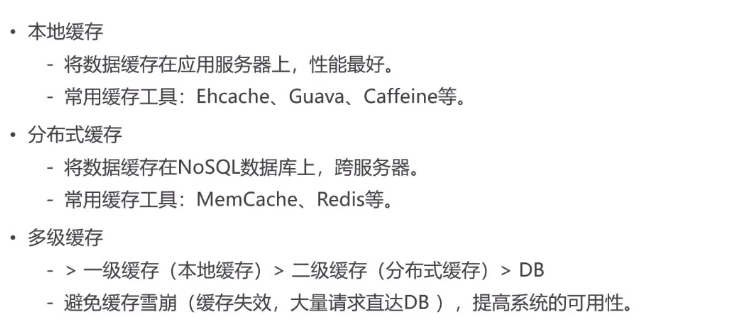 • 本地缓存
- 将数据缓存在应用服务器上，性能最好。
- 常用缓存工具：Ehcache、Guava、Caffeine等。
• 分布式缓存
- 将数据缓存在NoSQL数据库上，跨服务器。
- 常用缓存工具：MemCache、Redis等。
• 多级缓存
- > 一级缓存（本地缓存）> 二级缓存（分布式缓存）> DB
- 避免缓存雪崩（缓存失效，大量请求直达DB ），提高系统的可用性。